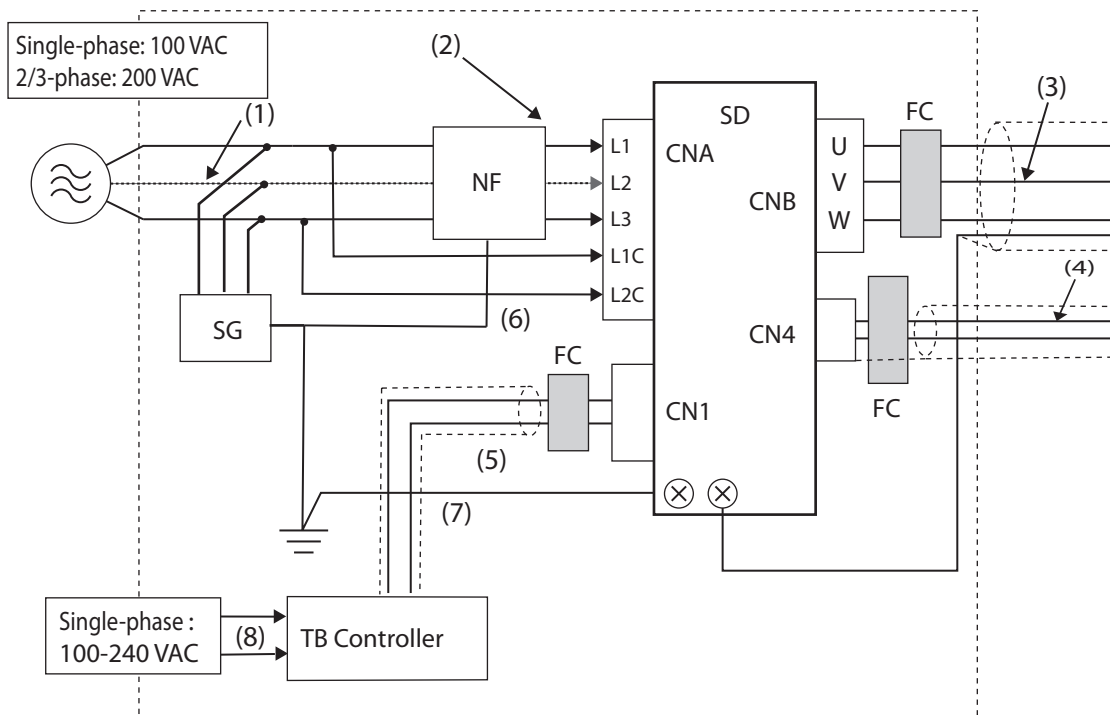 Single-phase: 100 VAC
2/3-phase: 200 VAC
(1)
(2)
(3)
SD
FC
L1
CNA
U
NF
L2
V
CNB
L3
W
L1C
(4)
L2C
SG
(6)
CN4
FC
FC
CN1
(5)
(7)
Single-phase :
100-240 VAC
(8)
TB Controller